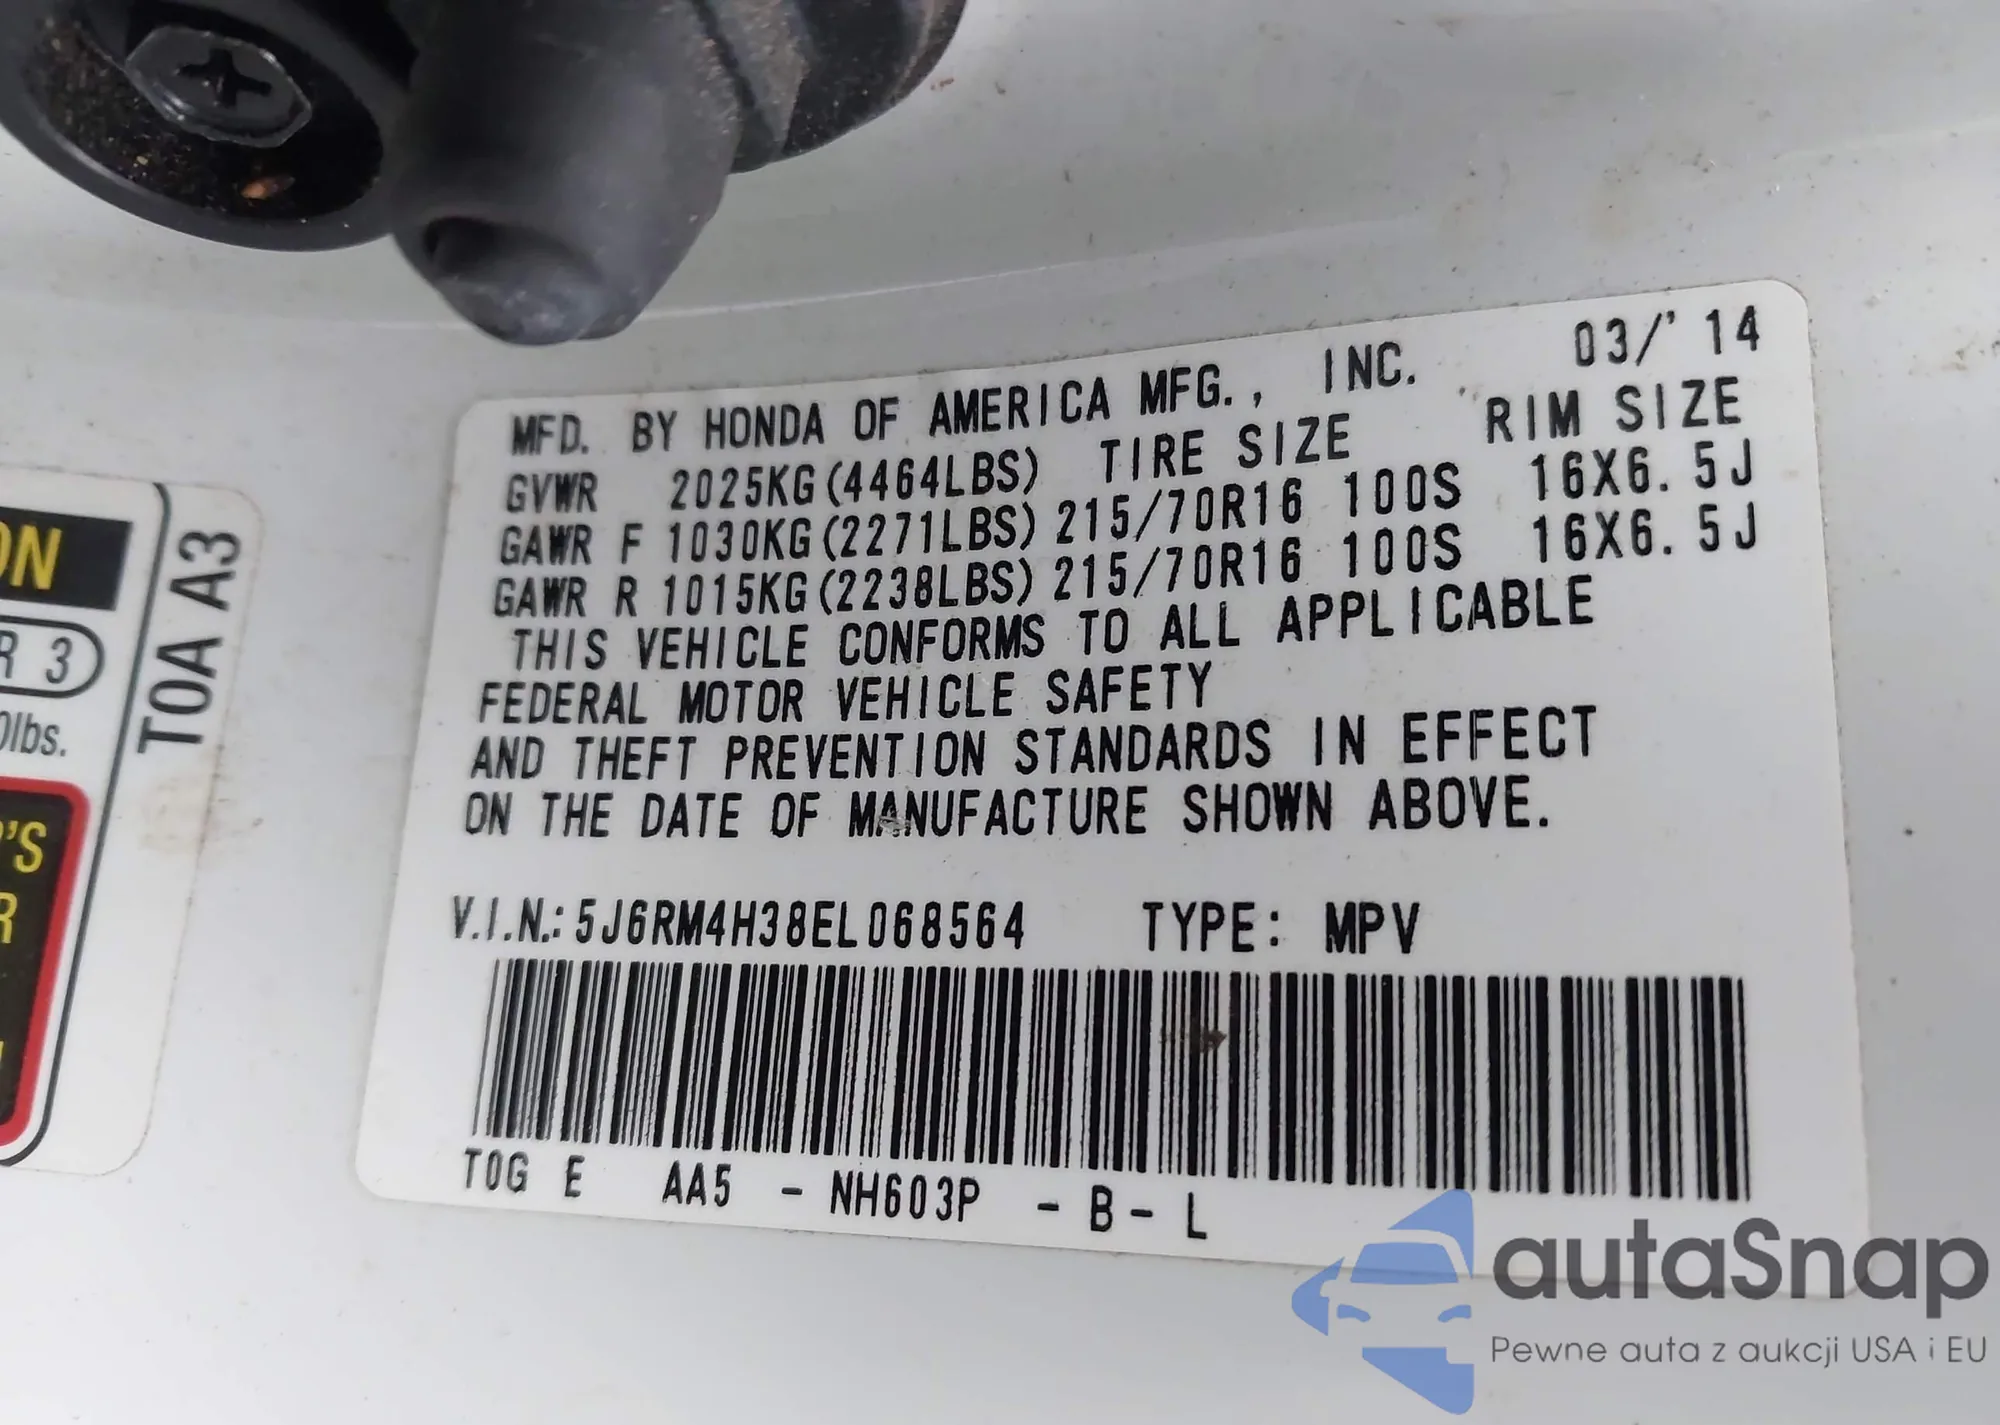 MFD. BY HONDA OF AMERICA MFG., INC. 03/'14
GVWR 2025KG(4464LBS) TIRE SIZE RIM SIZE
GAWR F 1030KG(2271LBS) 215/70R16 100S 16X6.5J
GAWR R 1015KG(2238LBS) 215/70R16 100S 16X6.5J
THIS VEHICLE CONFORMS TO ALL APPLICABLE
FEDERAL MOTOR VEHICLE SAFETY
AND THEFT PREVENTION STANDARDS IN EFFECT
ON THE DATE OF MANUFACTURE SHOWN ABOVE.
V.I.N.: 5J6RM4H38EL068564 TYPE: MPV
T0G E AA5 - NH603P - B - L
T0A A3
ON
R 3
0lbs.
'S
R
autaSnap
Pewne auta z aukcji USA i EU